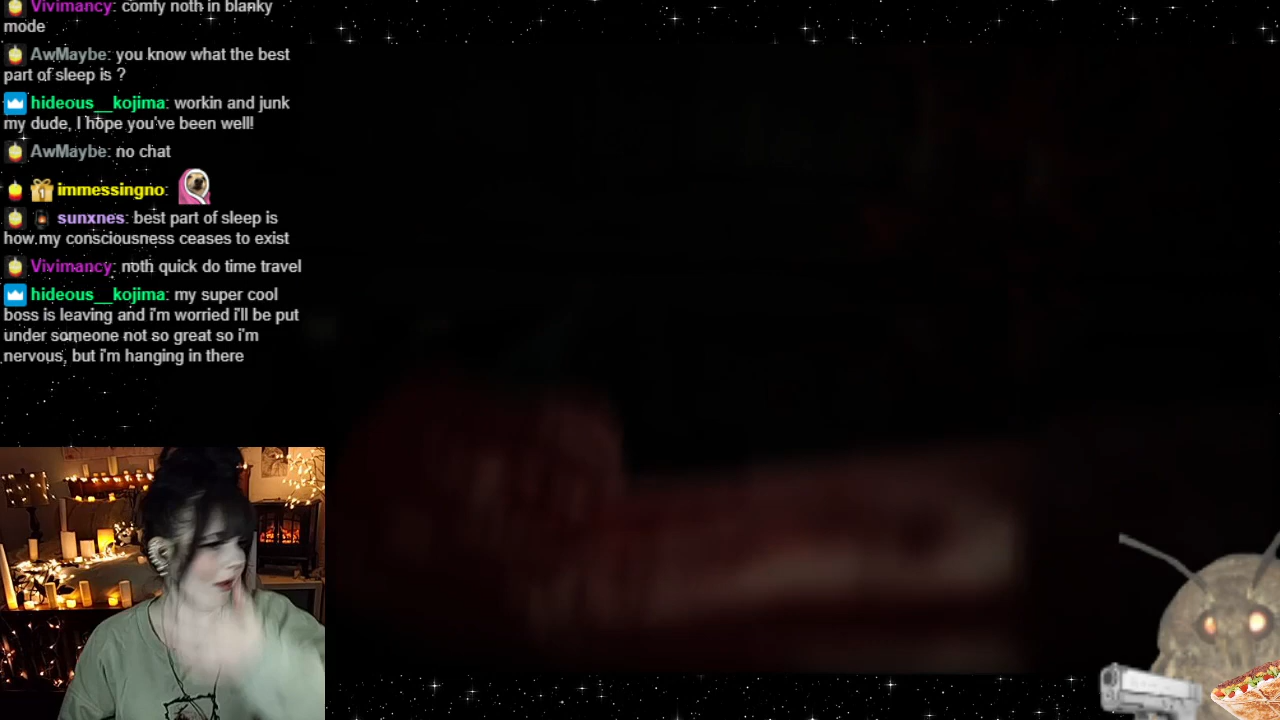 Vivimancy: comfy noth in blanky
mode
AwMaybe: you know what the best
part of sleep is ?
hideous__kojima: workin and junk
my dude, I hope you've been well!
AwMaybe: no chat
immessingno:
sunxnes: best part of sleep is
how my consciousness ceases to exist
Vivimancy: noth quick do time travel
hideous__kojima: my super cool
boss is leaving and i'm worried i'll be put
under someone not so great so i'm
nervous, but i'm hanging in there